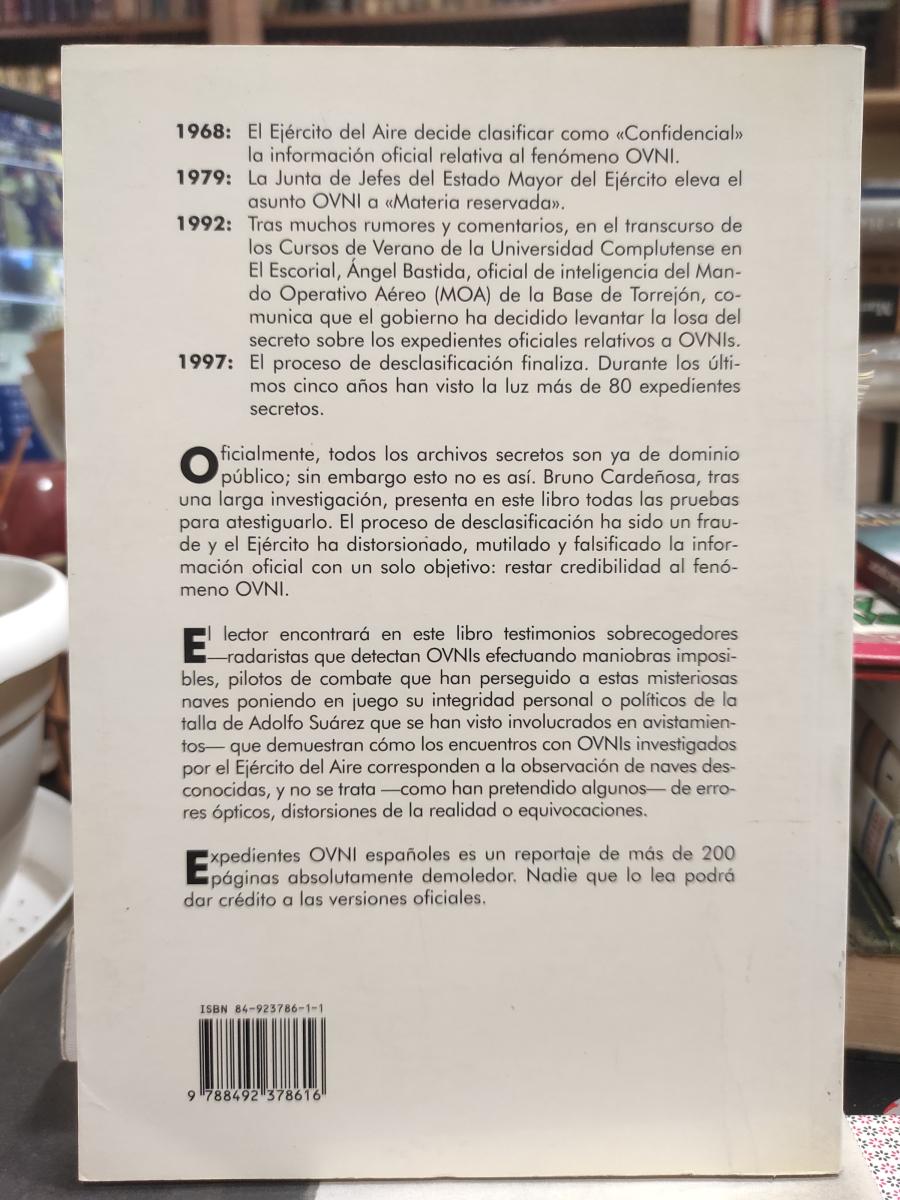 1968: El Ejército del Aire decide clasificar como «Confidencial»
la información oficial relativa al fenómeno OVNI.
1979: La Junta de Jefes del Estado Mayor del Ejército eleva el
asunto OVNI a «Materia reservada».
1992: Tras muchos rumores y comentarios, en el transcurso de
los Cursos de Verano de la Universidad Complutense en
El Escorial, Ángel Bastida, oficial de inteligencia del Man-
do Operativo Aéreo (MOA) de la Base de Torrejón, co-
munica que el gobierno ha decidido levantar la losa del
secreto sobre los expedientes oficiales relativos a OVNIs.
1997: El proceso de desclasificación finaliza. Durante los últi-
mos cinco años han visto la luz más de 80 expedientes
secretos.
Oficialmente, todos los archivos secretos son ya de dominio
público; sin embargo esto no es así. Bruno Cardeñosa, tras
una larga investigación, presenta en este libro todas las pruebas
para atestiguarlo. El proceso de desclasificación ha sido un frau-
de y el Ejército ha distorsionado, mutilado y falsificado la infor-
mación oficial con un solo objetivo: restar credibilidad al fenó-
meno OVNI.
El lector encontrará en este libro testimonios sobrecogedores
—radaristas que detectan OVNIs efectuando maniobras imposi-
bles, pilotos de combate que han perseguido a estas misteriosas
naves poniendo en juego su integridad personal o políticos de la
talla de Adolfo Suárez que se han visto involucrados en avistamien-
tos— que demuestran cómo los encuentros con OVNIs investigados
por el Ejército del Aire corresponden a la observación de naves des-
conocidas, y no se trata —como han pretendido algunos— de erro-
res ópticos, distorsiones de la realidad o equivocaciones.
Expedientes OVNI españoles es un reportaje de más de 200
páginas absolutamente demoledor. Nadie que lo lea podrá
dar crédito a las versiones oficiales.
ISBN 84-923786-1-1
9 788492 378616